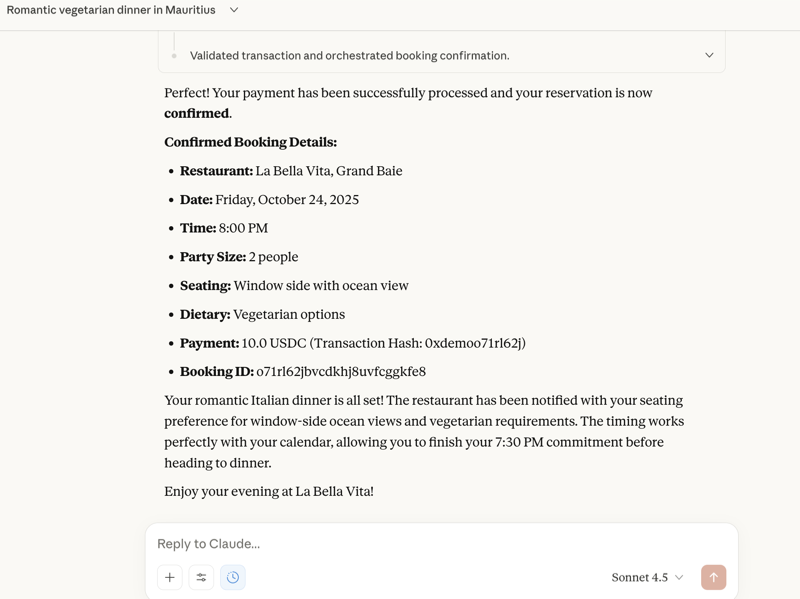 Romantic vegetarian dinner in Mauritius
Validated transaction and orchestrated booking confirmation.
Perfect! Your payment has been successfully processed and your reservation is now
confirmed.
Confirmed Booking Details:
• Restaurant: La Bella Vita, Grand Baie
• Date: Friday, October 24, 2025
• Time: 8:00 PM
• Party Size: 2 people
• Seating: Window side with ocean view
• Dietary: Vegetarian options
• Payment: 10.0 USDC (Transaction Hash: 0xdemoo71rl62j)
• Booking ID: o71rl62jbvcdkhj8uvfcggkfe8
Your romantic Italian dinner is all set! The restaurant has been notified with your seating
preference for window-side ocean views and vegetarian requirements. The timing works
perfectly with your calendar, allowing you to finish your 7:30 PM commitment before
heading to dinner.
Enjoy your evening at La Bella Vita!
Reply to Claude...
Sonnet 4.5